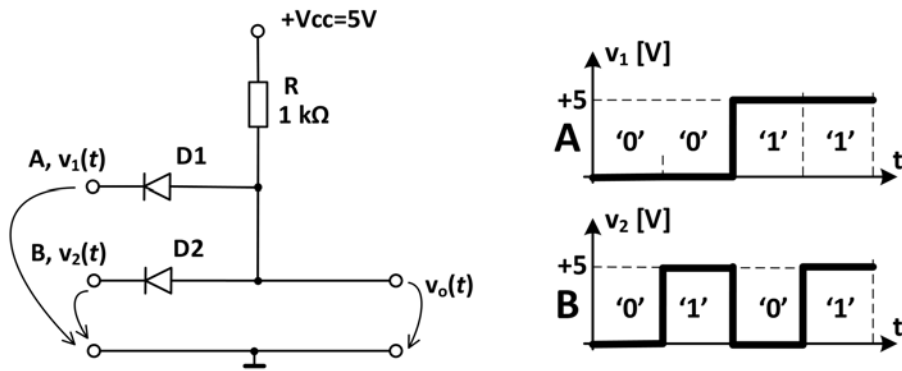 +Vcc=5V
R
1 kΩ
A, v₁(t)
D1
B, v₂(t)
D2
vₒ(t)
v₁ [V]
+5
A
‘0’ ‘0’ ‘1’ ‘1’
t
v₂ [V]
+5
B
‘0’ ‘1’ ‘0’ ‘1’
t